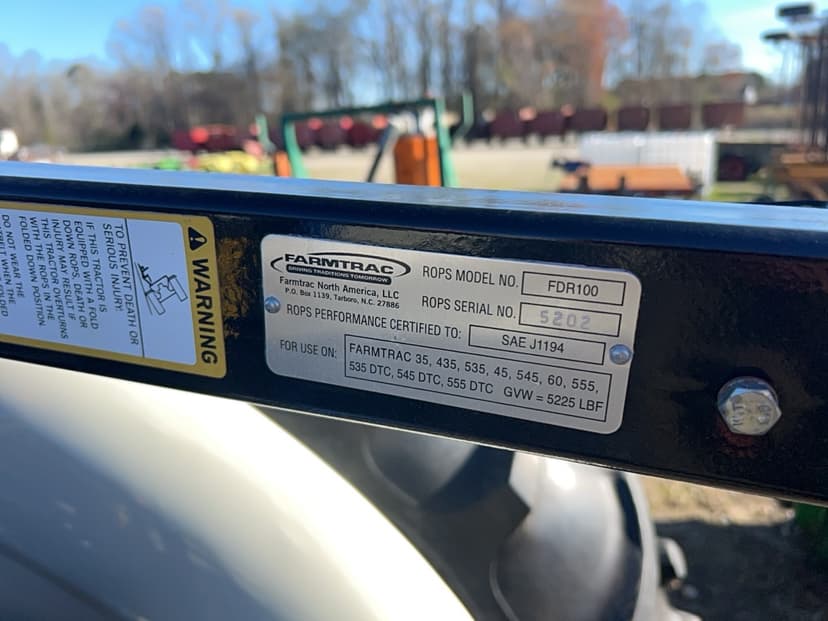 WARNING
TO PREVENT DEATH OR
SERIOUS INJURY:
IF THIS TRACTOR IS
EQUIPPED WITH A FOLD
DOWN ROPS, DEATH OR
INJURY MAY RESULT IF
THIS TRACTOR OVERTURNS
WITH THE ROPS IN THE
FOLDED DOWN POSITION.
DO NOT WEAR THE
WHEN THE
FOLDED
FARMTRAC
DRIVING TRADITIONS TOMORROW
Farmtrac North America, LLC
P.O. Box 1139, Tarboro, N.C. 27886
ROPS MODEL NO. FDR100
ROPS SERIAL NO. 5202
ROPS PERFORMANCE CERTIFIED TO: SAE J1194
FOR USE ON: FARMTRAC 35, 435, 535, 45, 545, 60, 555,
535 DTC, 545 DTC, 555 DTC GVW = 5225 LBF